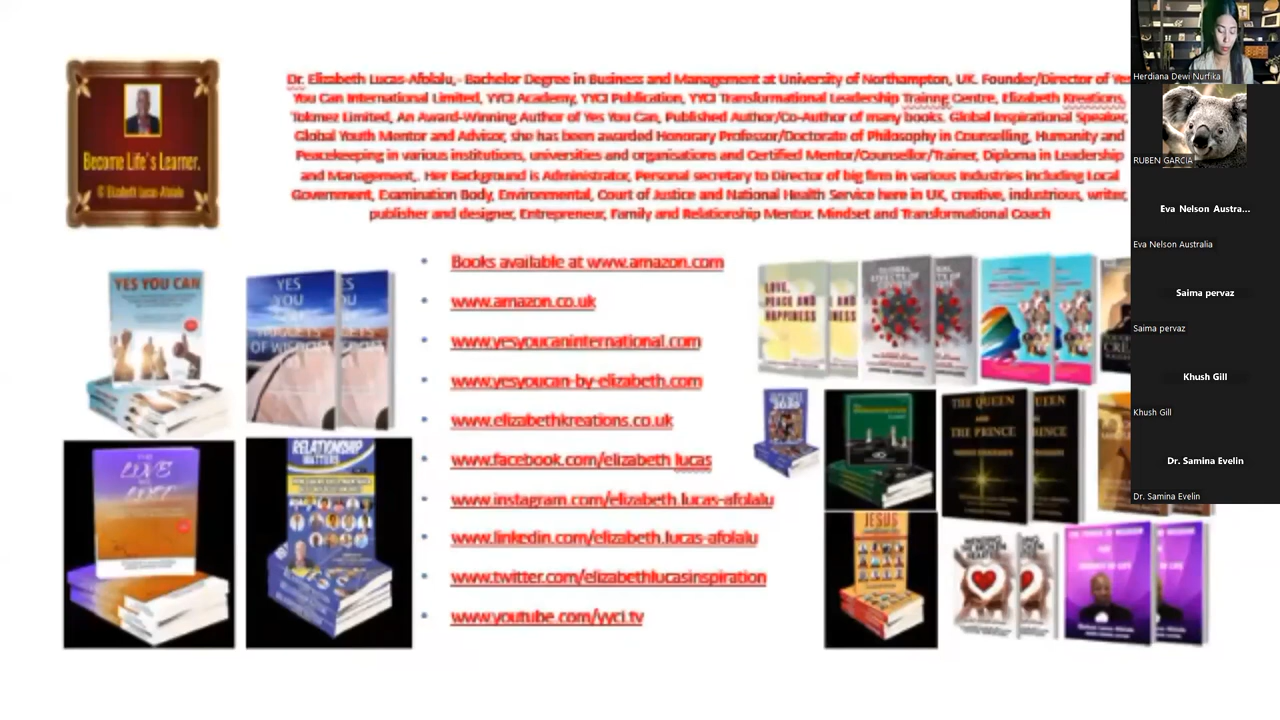 Dr. Elizabeth Lucas-Afolalu,- Bachelor Degree in Business and Management at University of Northampton, UK. Founder/Director of Yes
You Can International Limited, YYCI Academy, YYCI Publication, YYCI Transformational Leadership Trainng Centre, Elizabeth Kreations,
Tolumez Limited, An Award-Winning Author of Yes You Can, Published Author/Co-Author of many books. Global Inspirational Speaker,
Global Youth Mentor and Advisor, she has been awarded Honorary Professor/Doctorate of Philosophy in Counselling, Humanity and
Peacekeeping in various institutions, universities and organisations and Certified Mentor/Counsellor/Trainer, Diploma in Leadership
and Management,. Her Background is Administrator, Personal secretary to Director of big firm in various Industries including Local
Government, Examination Body, Environmental, Court of Justice and National Health Service here in UK, creative, industrious, writer,
publisher and designer, Entrepreneur, Family and Relationship Mentor. Mindset and Transformational Coach
Become Life's Learner.
© Elizabeth Lucas-Afolalu
• Books available at www.amazon.com
• www.amazon.co.uk
• www.yesyoucaninternational.com
• www.yesyoucan-by-elizabeth.com
• www.elizabethkreations.co.uk
• www.facebook.com/elizabeth lucas
• www.instagram.com/elizabeth.lucas-afolalu
• www.linkedin.com/elizabeth.lucas-afolalu
• www.twitter.com/elizabethlucasinspiration
• www.youtube.com/yyci.tv
YES YOU CAN
YES
YOU
OF WISDOM
RELATIONSHIP
MATTERS
LOVE,
PEACE AND
HAPPINESS
GLOBAL
EFFECTS OF
THE QUEEN
AND
THE PRINCE
JESUS
Herdiana Dewi Nurfika
RUBEN GARCIA
Eva Nelson Austra...
Eva Nelson Australia
Saima pervaz
Saima pervaz
Khush Gill
Khush Gill
Dr. Samina Evelin
Dr. Samina Evelin